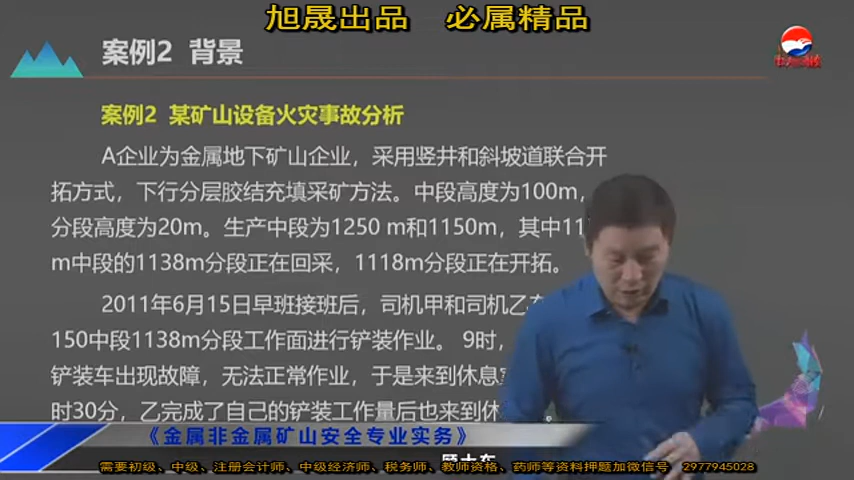 旭晟出品 必属精品
案例2 背景
案例2 某矿山设备火灾事故分析
A企业为金属地下矿山企业，采用竖井和斜坡道联合开
拓方式，下行分层胶结充填采矿方法。中段高度为100m，
分段高度为20m。生产中段为1250 m和1150m，其中11
m中段的1138m分段正在回采，1118m分段正在开拓。
2011年6月15日早班接班后，司机甲和司机乙在
150中段1138m分段工作面进行铲装作业。 9时，
铲装车出现故障，无法正常作业，于是来到休息
时30分，乙完成了自己的铲装工作量后也来到休
《金属非金属矿山安全专业实务》
需要初级、中级、注册会计师、中级经济师、税务师、教师资格、药师等资料押题加微信号 2977945028